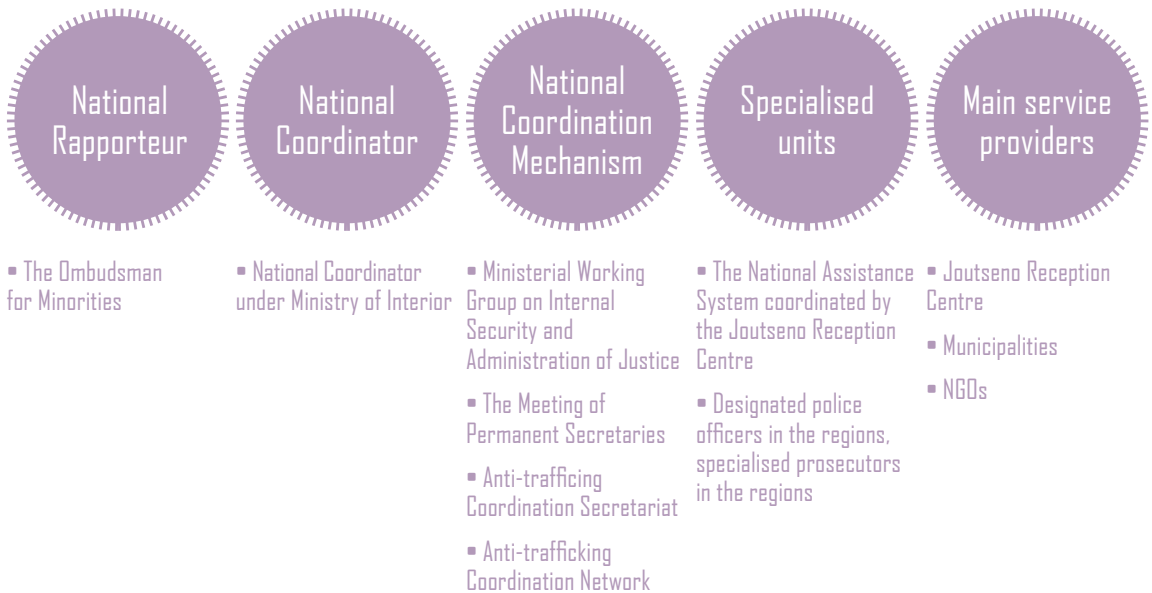 National
Rapporteur
National
Coordinator
National
Coordination
Mechanism
Specialised
units
Main service
providers
▪ The Ombudsman
for Minorities
▪ National Coordinator
under Ministry of Interior
▪ Ministerial Working
Group on Internal
Security and
Administration of Justice
▪ The Meeting of
Permanent Secretaries
▪ Anti-trafficing
Coordination Secretariat
▪ Anti-trafficking
Coordination Network
▪ The National Assistance
System coordinated by
the Joutseno Reception
Centre
▪ Designated police
officers in the regions,
specialised prosecutors
in the regions
▪ Joutseno Reception
Centre
▪ Municipalities
▪ NGOs